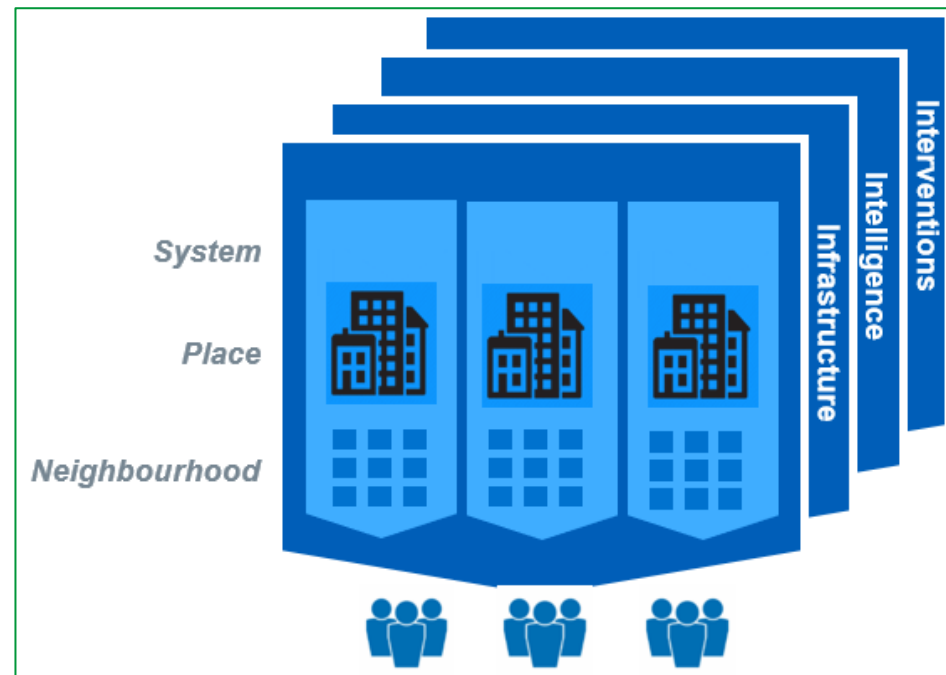 System
Place
Neighbourhood
Infrastructure
Intelligence
Interventions